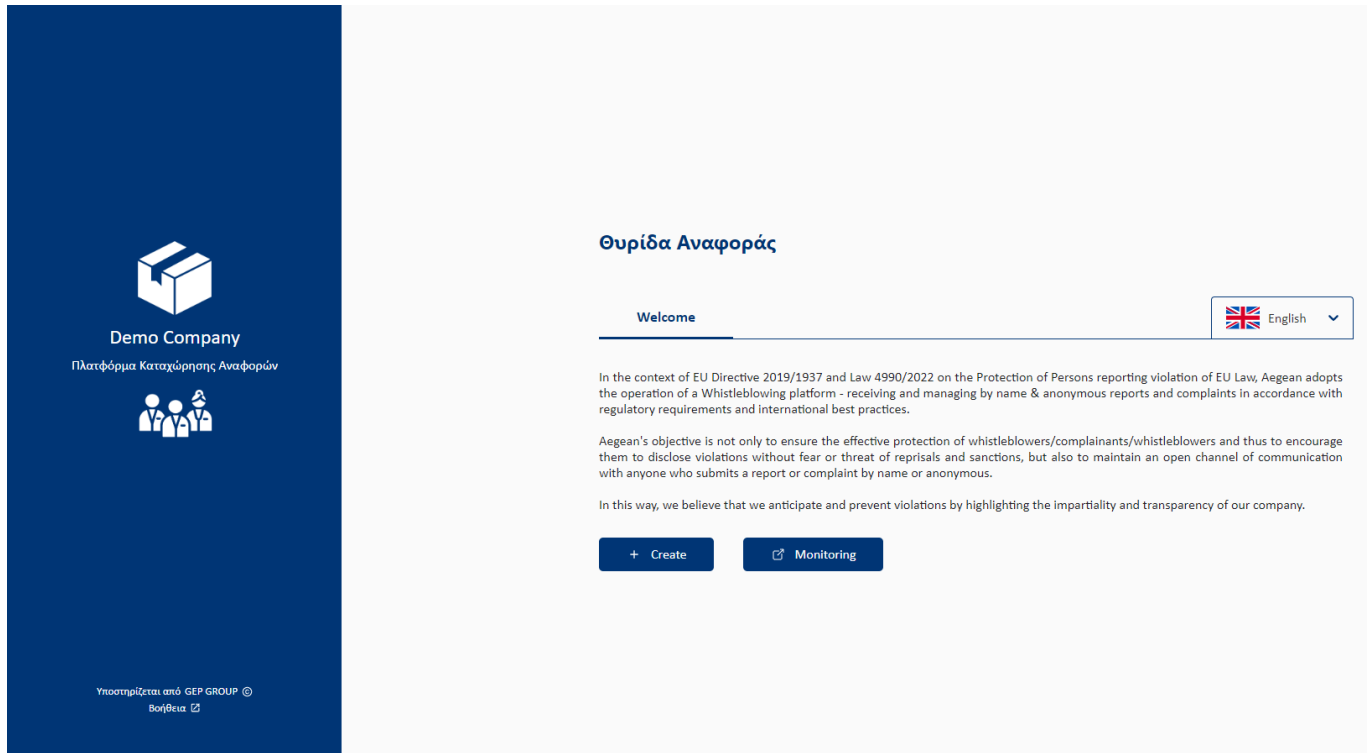 Demo Company
Πλατφόρμα Καταχώρησης Αναφορών
Υποστηρίζεται από GEP GROUP ©
Βοήθεια
Θυρίδα Αναφοράς
Welcome
English
In the context of EU Directive 2019/1937 and Law 4990/2022 on the Protection of Persons reporting violation of EU Law, Aegean adopts
the operation of a Whistleblowing platform - receiving and managing by name & anonymous reports and complaints in accordance with
regulatory requirements and international best practices.
Aegean's objective is not only to ensure the effective protection of whistleblowers/complainants/whistleblowers and thus to encourage
them to disclose violations without fear or threat of reprisals and sanctions, but also to maintain an open channel of communication
with anyone who submits a report or complaint by name or anonymous.
In this way, we believe that we anticipate and prevent violations by highlighting the impartiality and transparency of our company.
+ Create
Monitoring